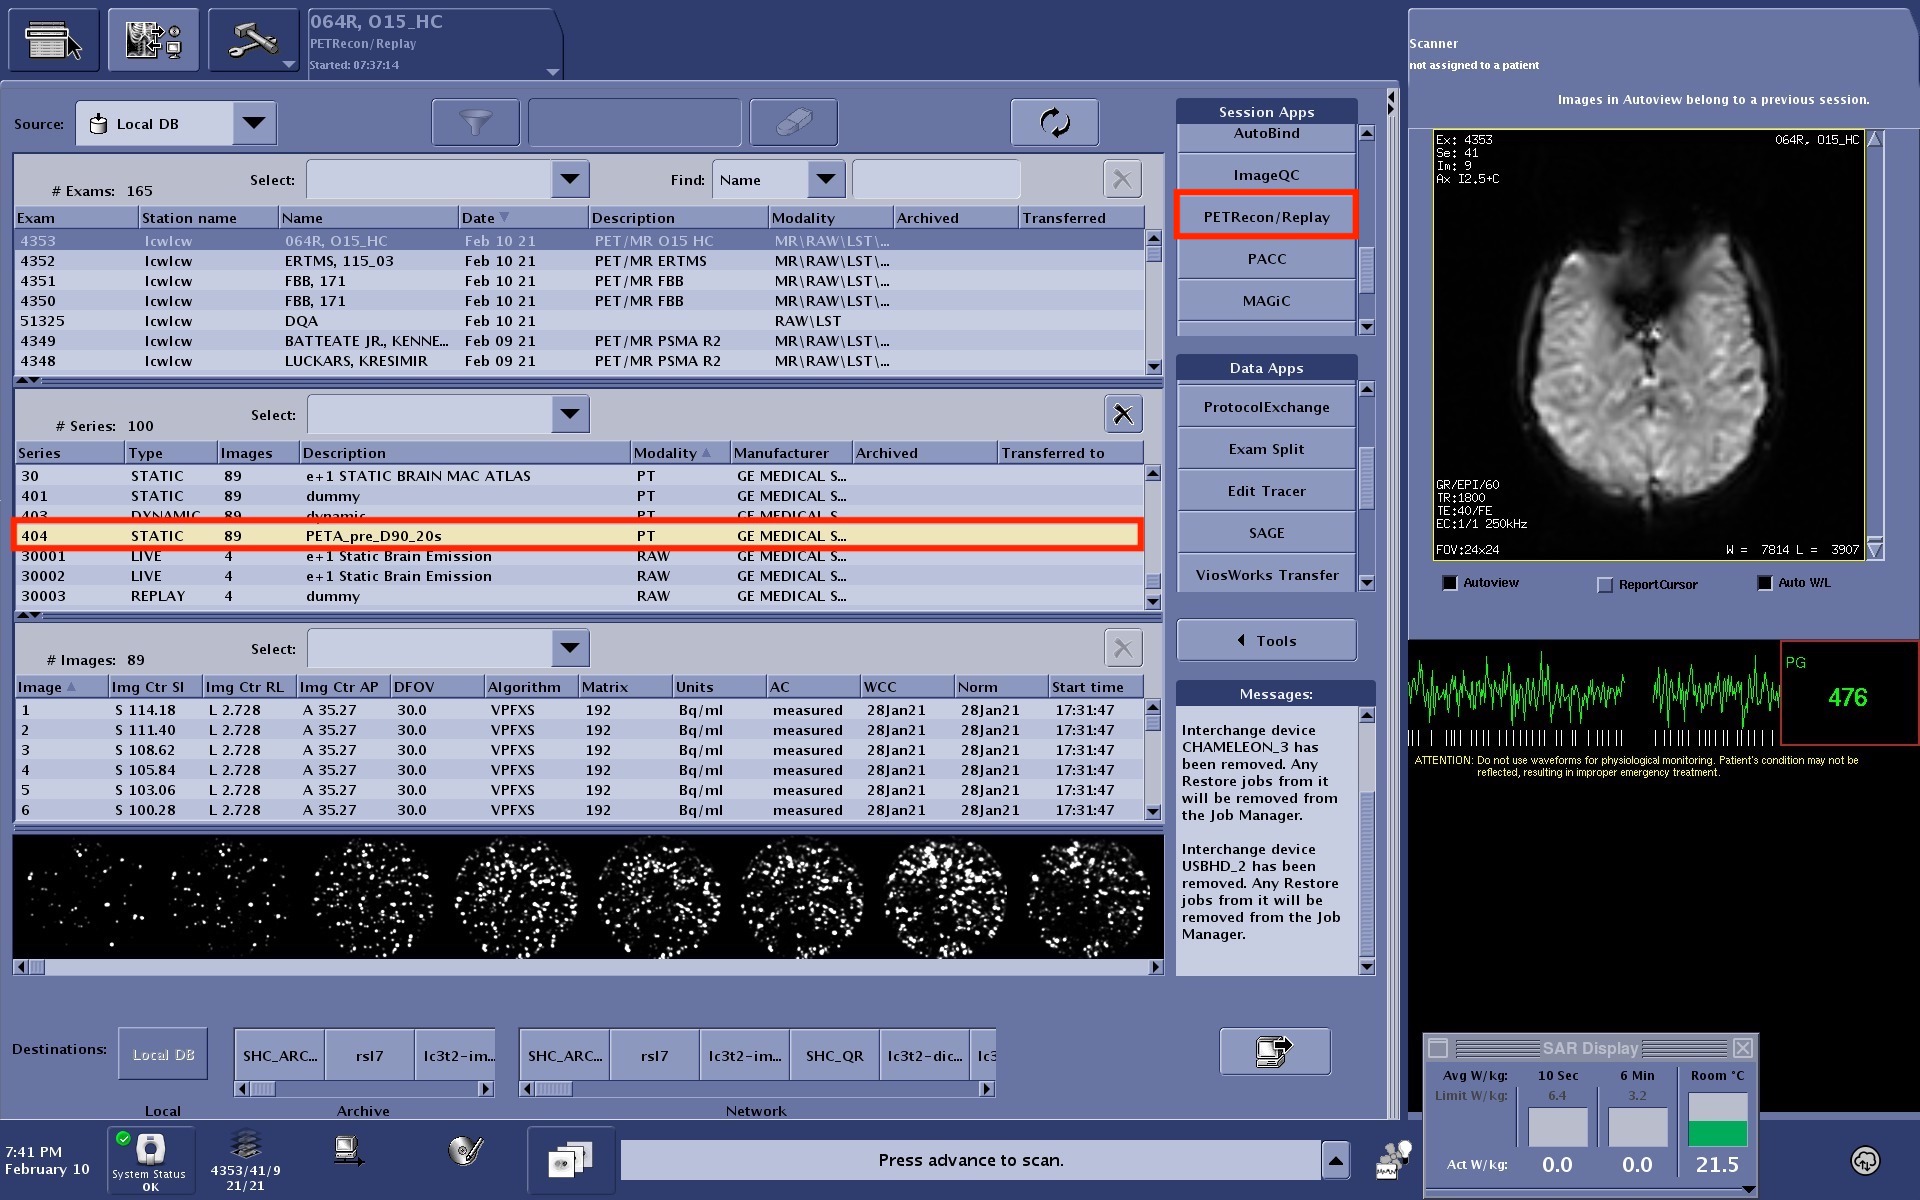 064R, O15_HC
PETRecon/Replay
Started: 07:37:14
Source: Local DB
# Exams: 165 Select: Find: Name
Exam Station name Name Date Description Modality Archived Transferred
4353 lcwlcw 064R, O15_HC Feb 10 21 PET/MR O15 HC MR\RAW\LST\...
4352 lcwlcw ERTMS, 115_03 Feb 10 21 PET/MR ERTMS MR\RAW\LST\...
4351 lcwlcw FBB, 171 Feb 10 21 PET/MR FBB MR\RAW\LST\...
4350 lcwlcw FBB, 171 Feb 10 21 PET/MR FBB MR\RAW\LST\...
51325 lcwlcw DQA Feb 10 21 RAW\LST
4349 lcwlcw BATTEATE JR., KENNE... Feb 09 21 PET/MR PSMA R2 MR\RAW\LST\...
4348 lcwlcw LUCKARS, KRESIMIR Feb 09 21 PET/MR PSMA R2 MR\RAW\LST\...
# Series: 100 Select:
Series Type Images Description Modality Manufacturer Archived Transferred to
30 STATIC 89 e+1 STATIC BRAIN MAC ATLAS PT GE MEDICAL S...
401 STATIC 89 dummy PT GE MEDICAL S...
403 DYNAMIC 89 dynamic PT GE MEDICAL S...
404 STATIC 89 PETA_pre_D90_20s PT GE MEDICAL S...
30001 LIVE 4 e+1 Static Brain Emission RAW GE MEDICAL S...
30002 LIVE 4 e+1 Static Brain Emission RAW GE MEDICAL S...
30003 REPLAY 4 dummy RAW GE MEDICAL S...
# Images: 89 Select:
Image Img Ctr SI Img Ctr RL Img Ctr AP DFOV Algorithm Matrix Units AC WCC Norm Start time
1 S 114.18 L 2.728 A 35.27 30.0 VPFXS 192 Bq/ml measured 28Jan21 28Jan21 17:31:47
2 S 111.40 L 2.728 A 35.27 30.0 VPFXS 192 Bq/ml measured 28Jan21 28Jan21 17:31:47
3 S 108.62 L 2.728 A 35.27 30.0 VPFXS 192 Bq/ml measured 28Jan21 28Jan21 17:31:47
4 S 105.84 L 2.728 A 35.27 30.0 VPFXS 192 Bq/ml measured 28Jan21 28Jan21 17:31:47
5 S 103.06 L 2.728 A 35.27 30.0 VPFXS 192 Bq/ml measured 28Jan21 28Jan21 17:31:47
6 S 100.28 L 2.728 A 35.27 30.0 VPFXS 192 Bq/ml measured 28Jan21 28Jan21 17:31:47
Destinations: Local DB SHC_ARC... rsl7 lc3t2-im... SHC_ARC... rsl7 lc3t2-im... SHC_QR lc3t2-dic... lc3
Local Archive Network
Session Apps
AutoBind
ImageQC
PETRecon/Replay
PACC
MAGiC
Data Apps
ProtocolExchange
Exam Split
Edit Tracer
SAGE
ViosWorks Transfer
Tools
Messages:
Interchange device
CHAMELEON_3 has
been removed. Any
Restore jobs from it
will be removed from
the Job Manager.
Interchange device
USBHD_2 has been
removed. Any Restore
jobs from it will be
removed from the Job
Manager.
Scanner
not assigned to a patient
Images in Autoview belong to a previous session.
Ex: 4353 064R, O15_HC
Se: 41
Im: 9
Ax I2.5+C
GR/EPI/60
TR:1800
TE:40/FE
EC:1/1 250kHz
FOV:24x24 W = 7814 L = 3907
Autoview ReportCursor Auto W/L
PG
476
ATTENTION: Do not use waveforms for physiological monitoring. Patient's condition may not be
reflected, resulting in improper emergency treatment.
SAR Display
Avg W/kg: 10 Sec 6 Min Room °C
Limit W/kg: 6.4 3.2
Act W/kg: 0.0 0.0 21.5
7:41 PM
February 10
System Status
OK
4353/41/9
21/21
Press advance to scan.